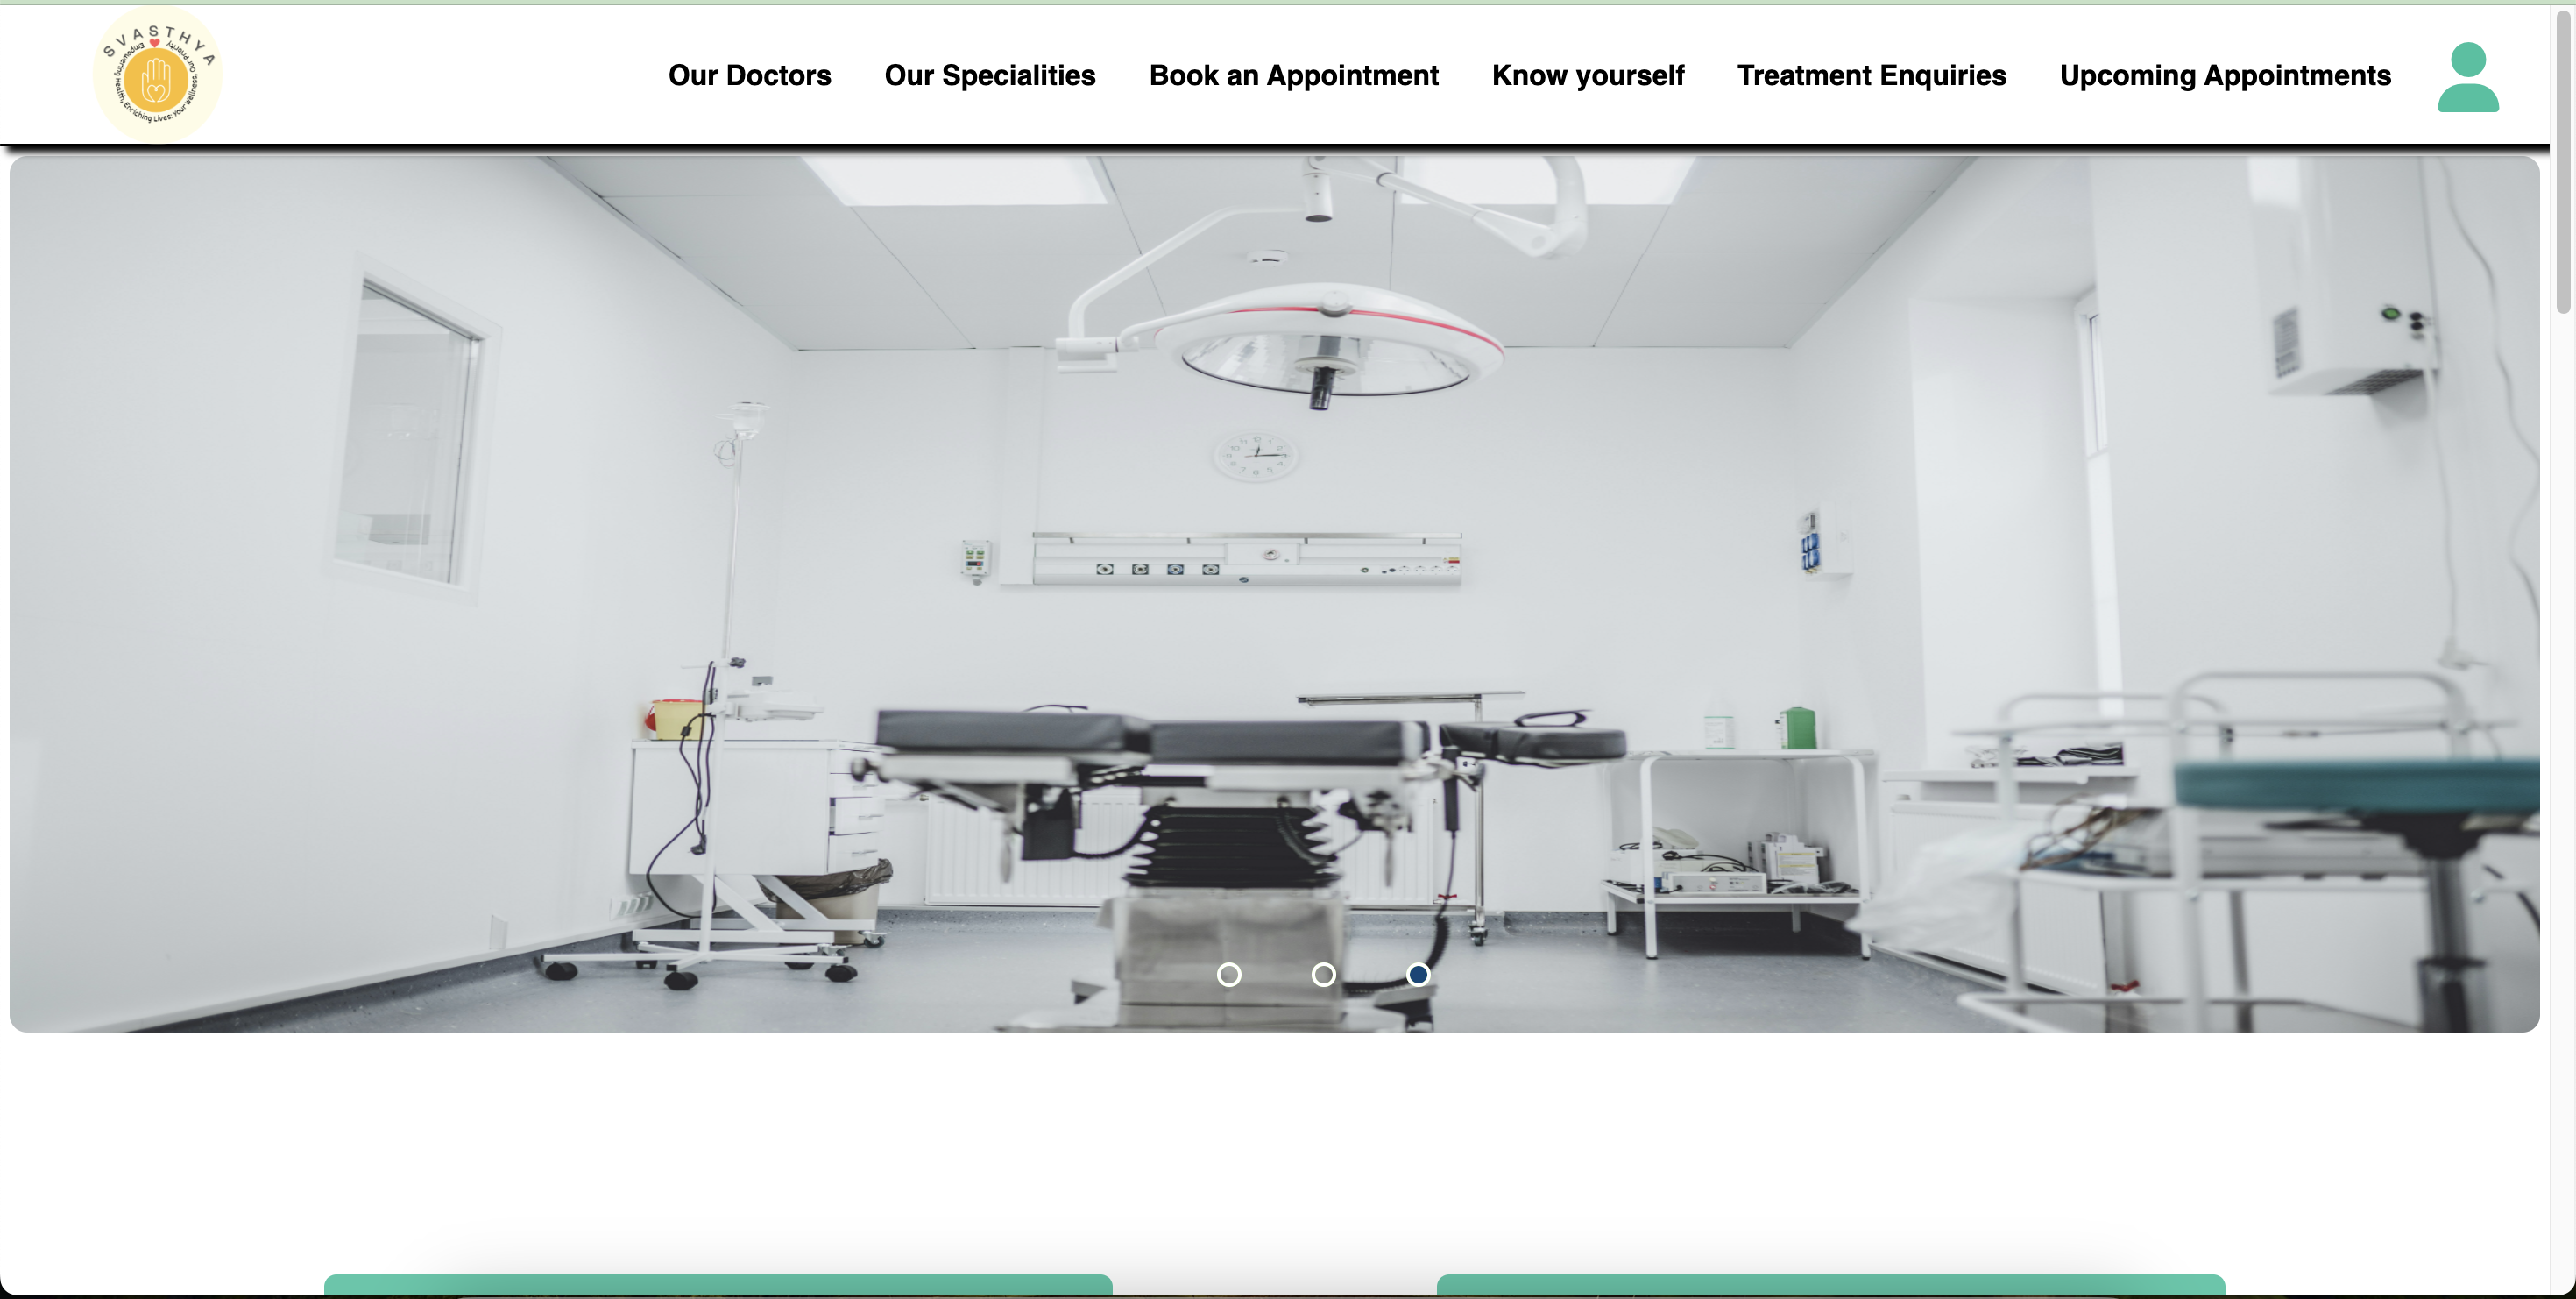 SVASTHYA
Empowering Health, Enriching Lives: Your Wellness, Our Priority
Our Doctors
Our Specialities
Book an Appointment
Know yourself
Treatment Enquiries
Upcoming Appointments